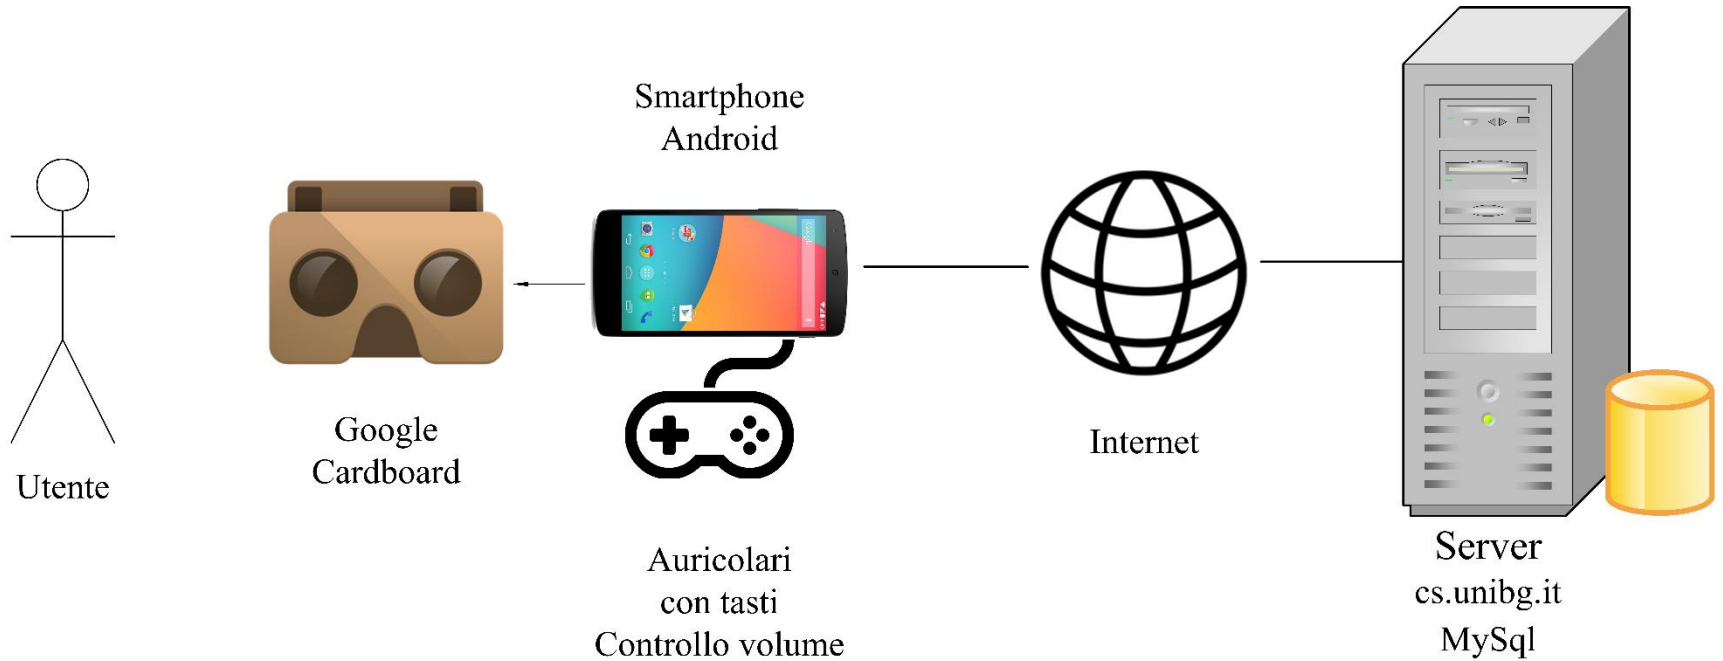 Utente
Google
Cardboard
Smartphone
Android
Auricolari
con tasti
Controllo volume
Internet
Server
cs.unibg.it
MySql